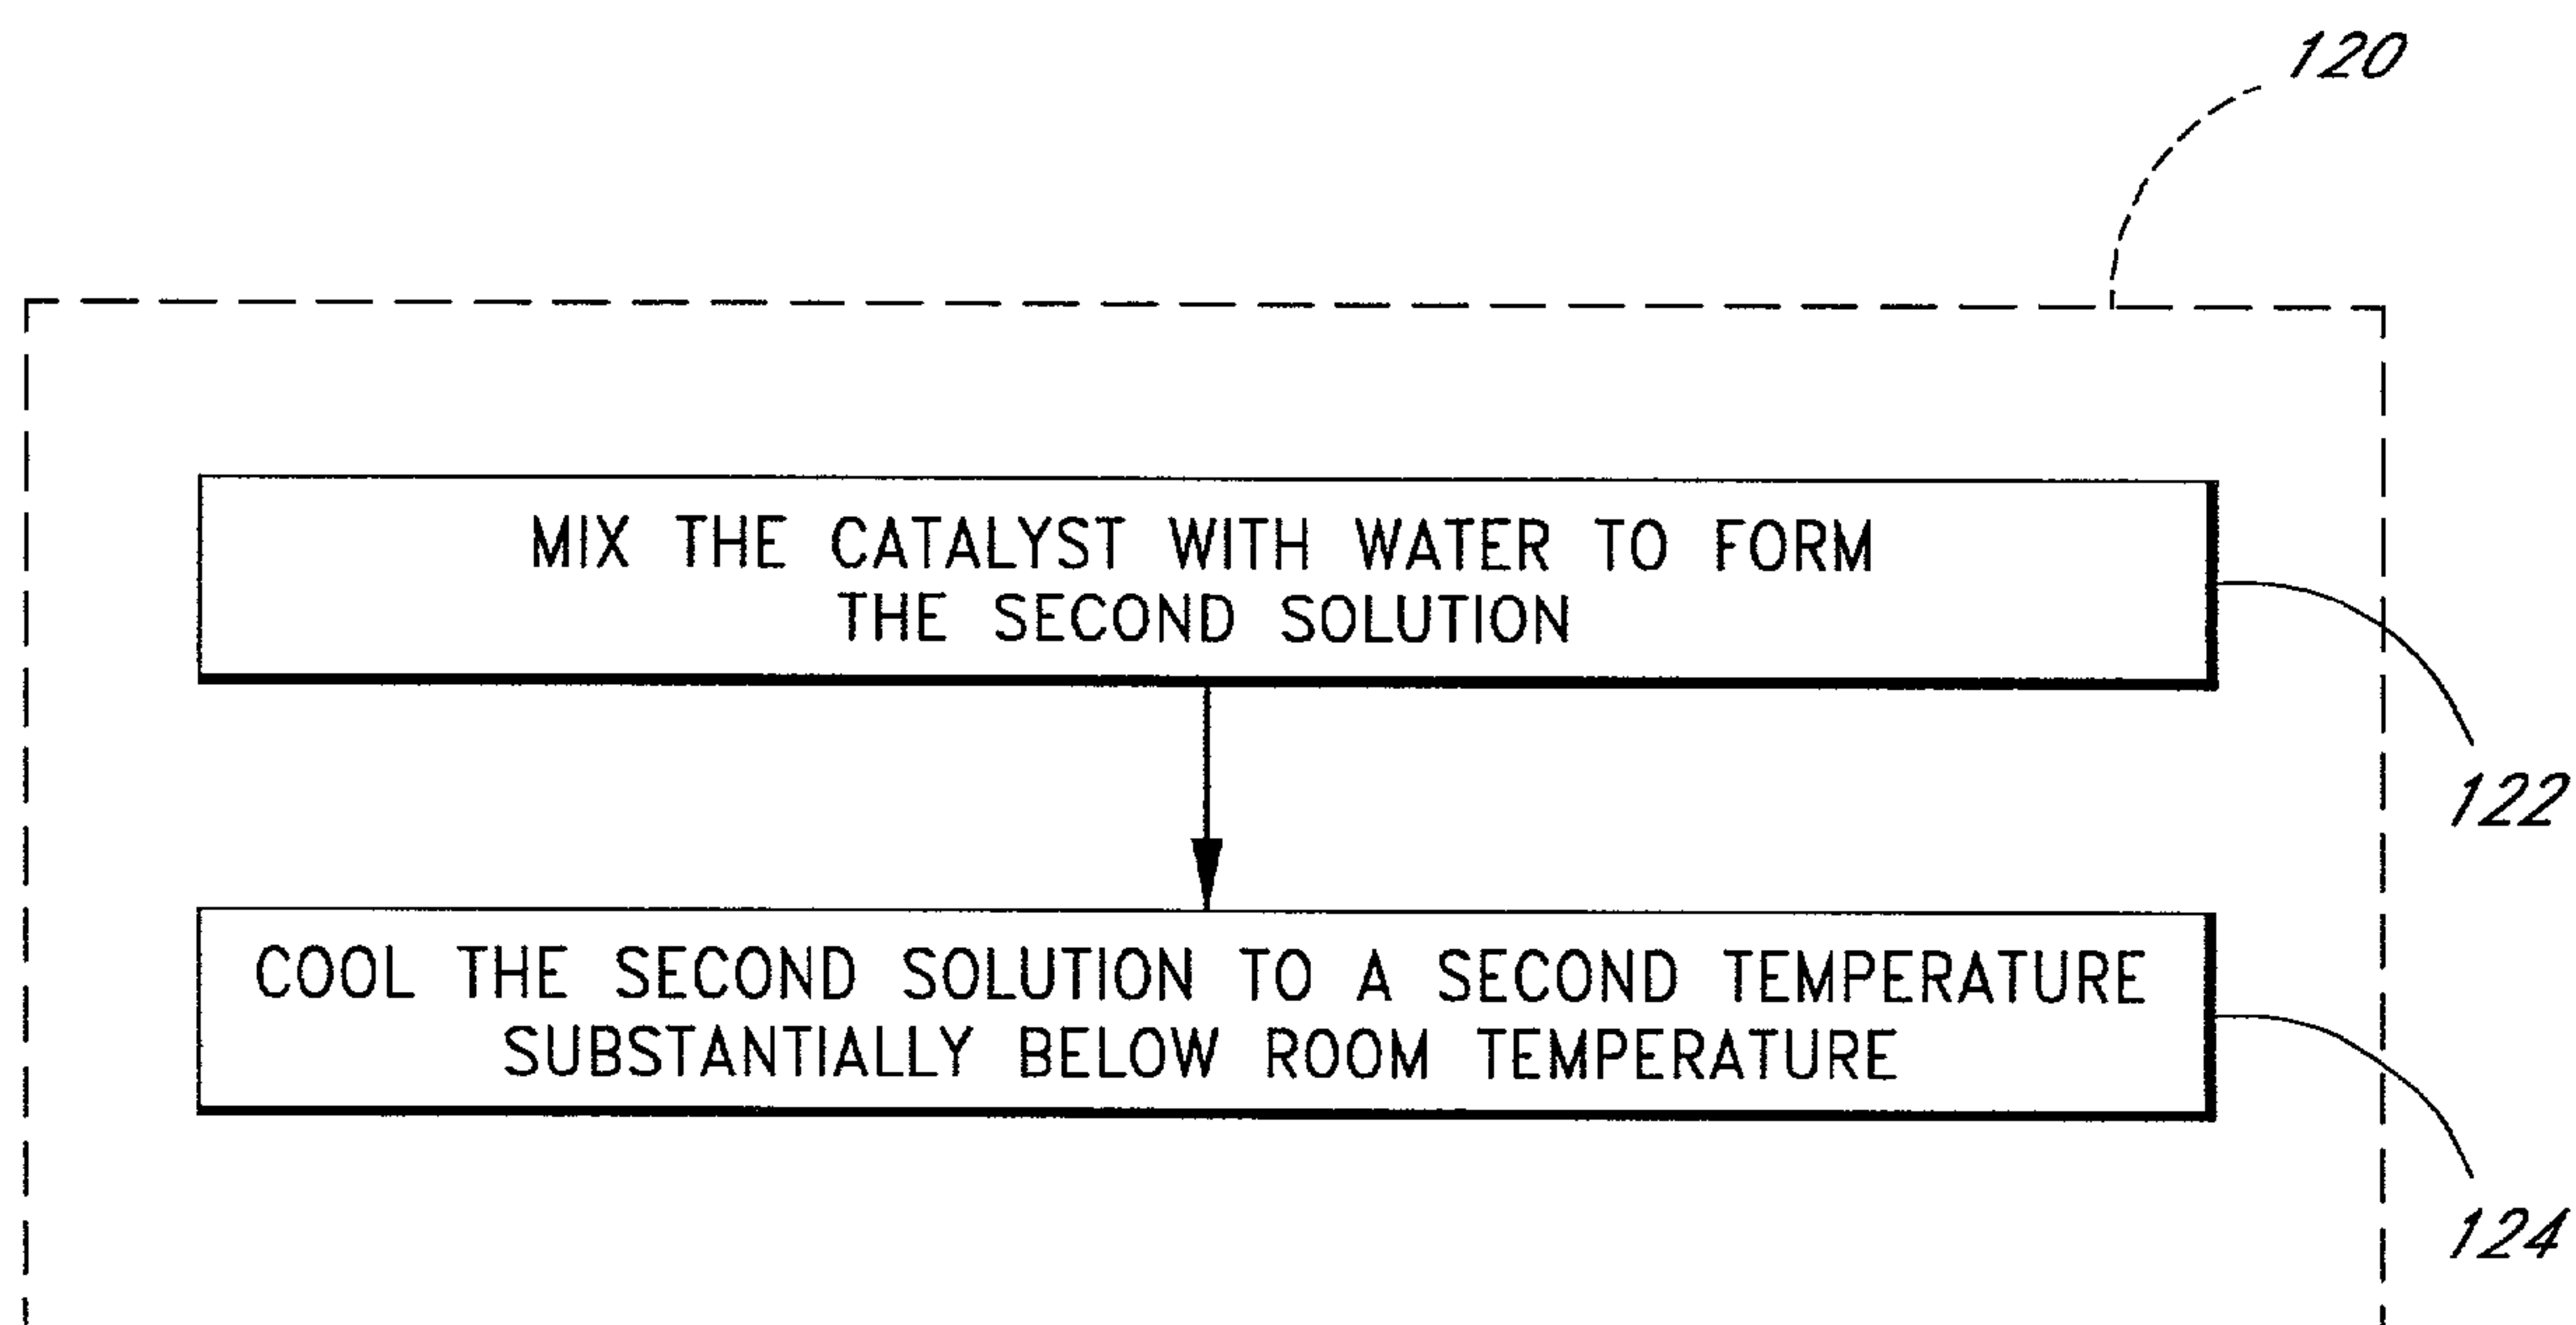 120
MIX THE CATALYST WITH WATER TO FORM
THE SECOND SOLUTION
122
COOL THE SECOND SOLUTION TO A SECOND TEMPERATURE
SUBSTANTIALLY BELOW ROOM TEMPERATURE
124